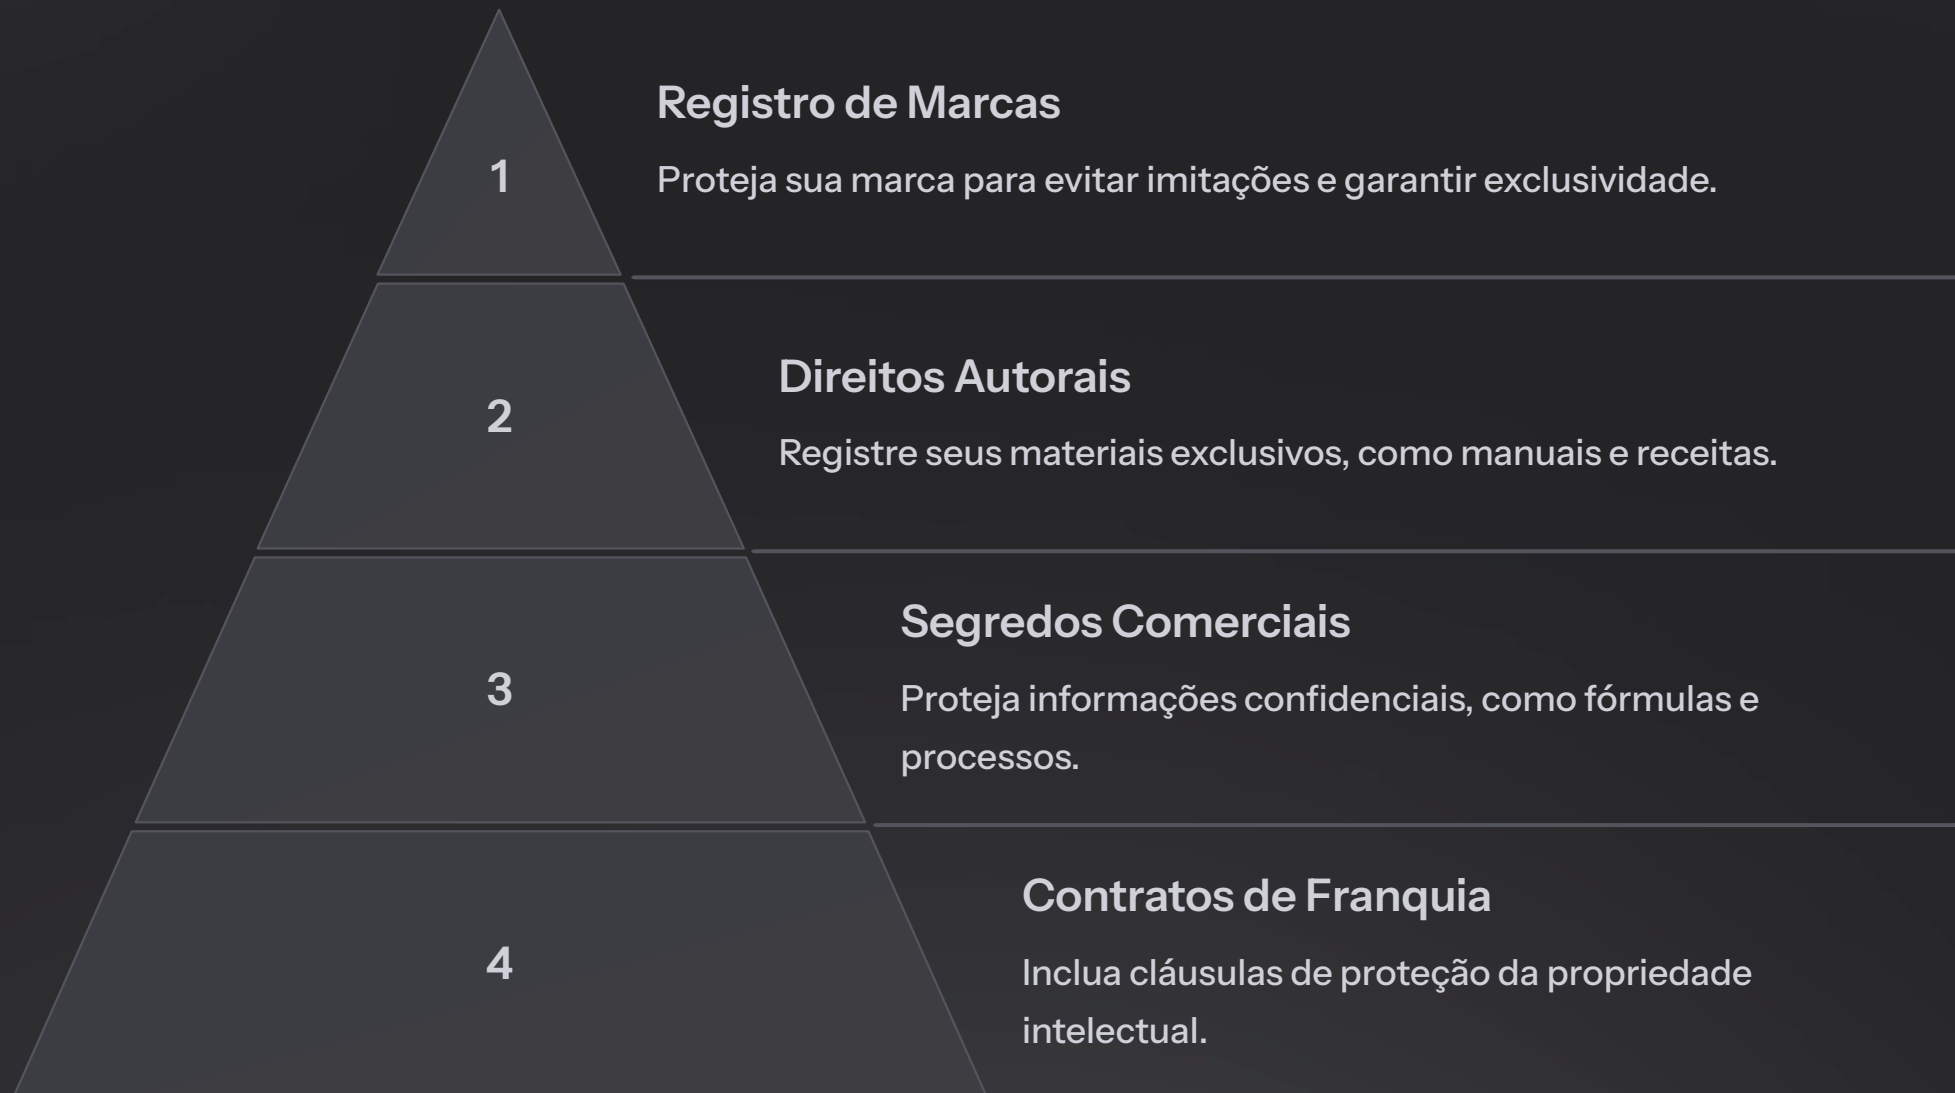 1
Registro de Marcas
Proteja sua marca para evitar imitações e garantir exclusividade.
2
Direitos Autorais
Registre seus materiais exclusivos, como manuais e receitas.
3
Segredos Comerciais
Proteja informações confidenciais, como fórmulas e
processos.
4
Contratos de Franquia
Inclua cláusulas de proteção da propriedade
intelectual.